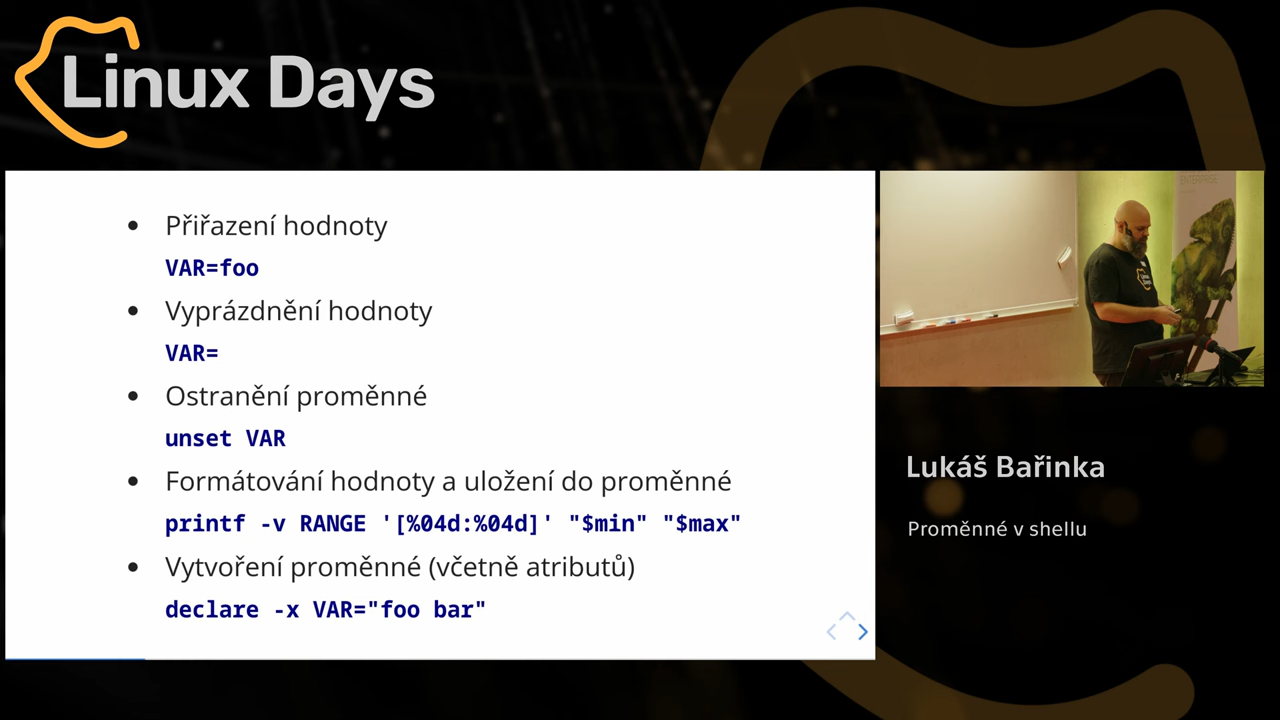 Linux Days
Přiřazení hodnoty
VAR=foo
Vyprázdnění hodnoty
VAR=
Ostranění proměnné
unset VAR
Formátování hodnoty a uložení do proměnné
printf -v RANGE '[%04d:%04d]' "$min" "$max"
Vytvoření proměnné (včetně atributů)
declare -x VAR="foo bar"
Lukáš Bařinka
Proměnné v shellu